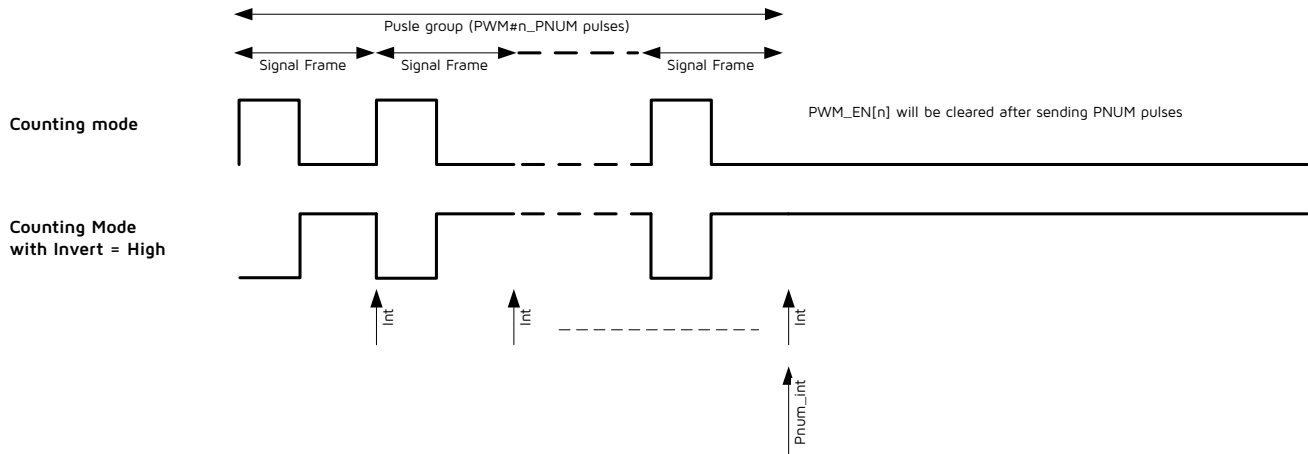 Pusle group (PWM#n_PNUM pulses)
Signal Frame
Signal Frame
Signal Frame
Counting mode
PWM_EN[n] will be cleared after sending PNUM pulses
Counting Mode
with Invert = High
Int
Int
Int
Pnum_int